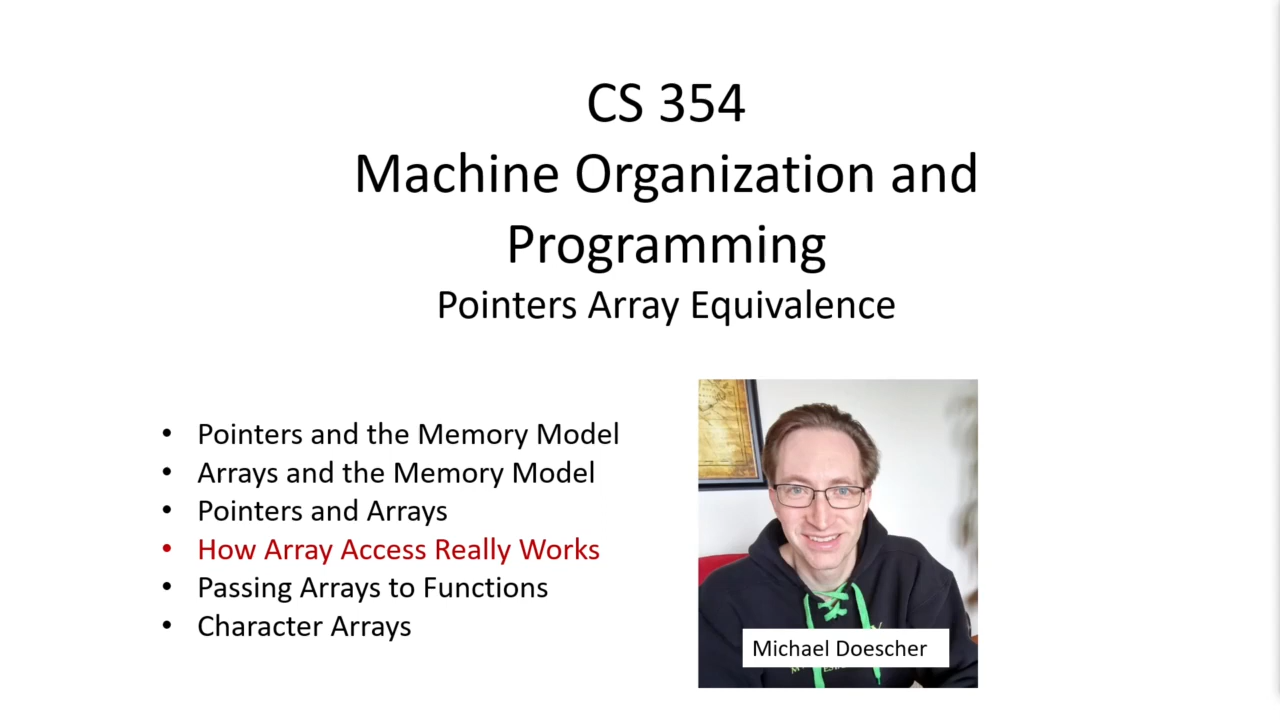 CS 354
Machine Organization and
Programming
Pointers Array Equivalence
• Pointers and the Memory Model
• Arrays and the Memory Model
• Pointers and Arrays
• How Array Access Really Works
• Passing Arrays to Functions
• Character Arrays
Michael Doescher